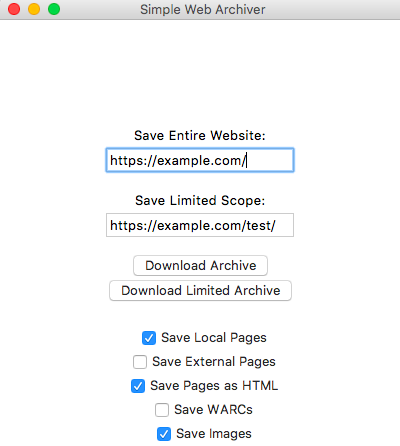 Simple Web Archiver
Save Entire Website:
https://example.com/
Save Limited Scope:
https://example.com/test/
Download Archive
Download Limited Archive
Save Local Pages
Save External Pages
Save Pages as HTML
Save WARCs
Save Images